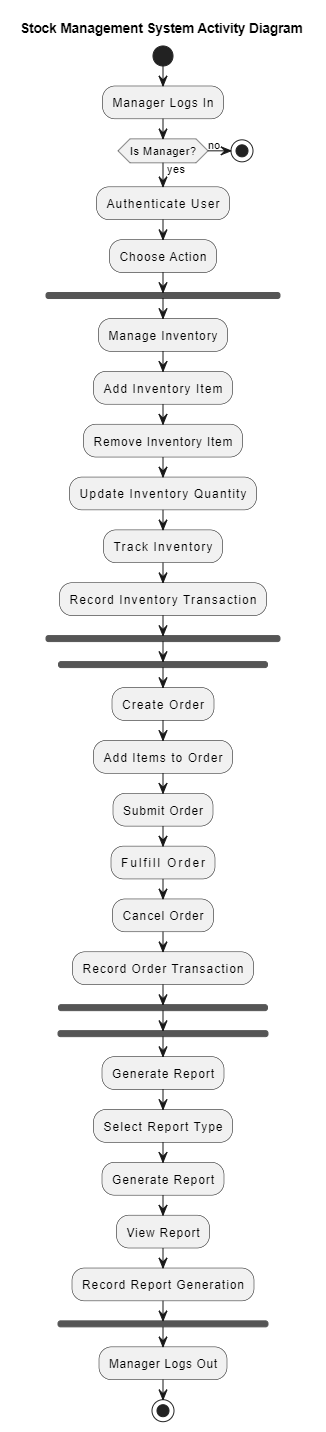 Stock Management System Activity Diagram
Manager Logs In
Is Manager?
no
yes
Authenticate User
Choose Action
Manage Inventory
Add Inventory Item
Remove Inventory Item
Update Inventory Quantity
Track Inventory
Record Inventory Transaction
Create Order
Add Items to Order
Submit Order
Fulfill Order
Cancel Order
Record Order Transaction
Generate Report
Select Report Type
Generate Report
View Report
Record Report Generation
Manager Logs Out